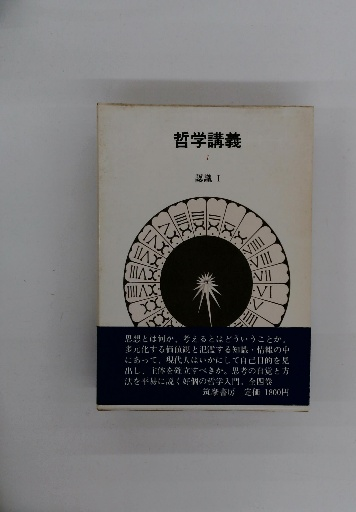 哲学講義
1
認識 I
思想とは何か、考えるとはどういうことか。
多元化する価値観と氾濫する知識・情報の中
にあって、現代人はいかにして自己目的を見
出し、主体を確立すべきか。思考の自覚と方
法を平易に説く好個の哲学入門。全四巻
筑摩書房 定価 1800円